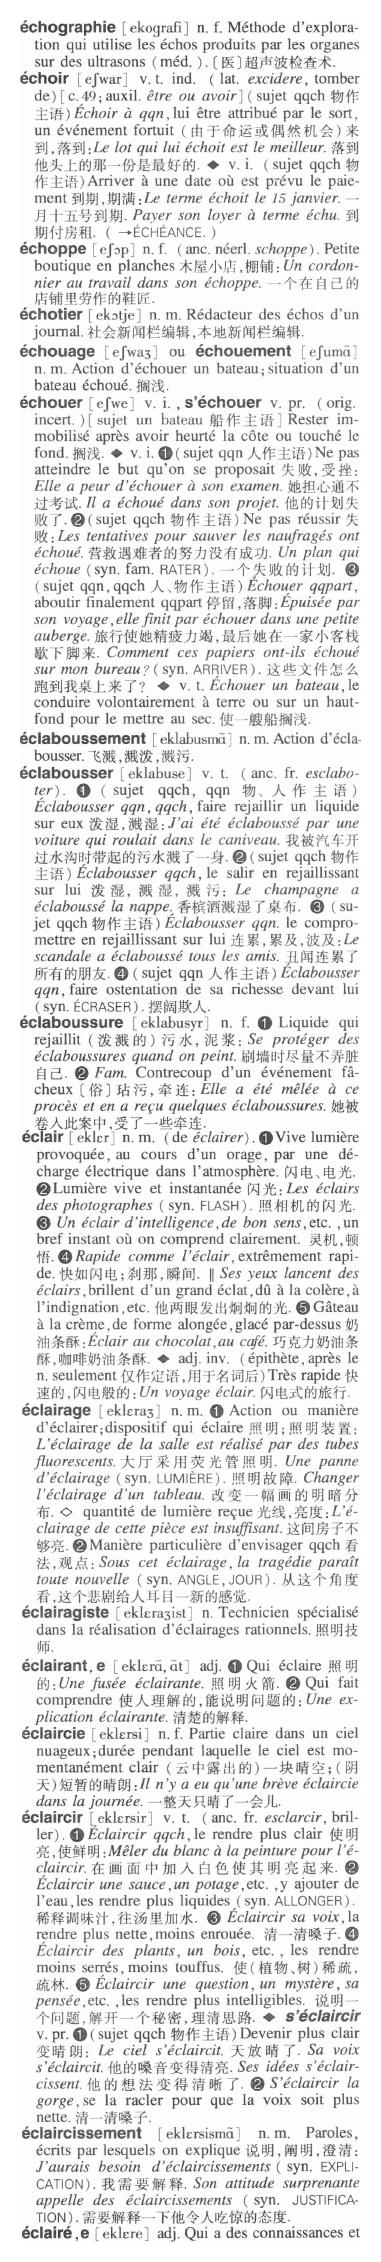 échographie [ekɔgrafi] n. f. Méthode d'explora-
tion qui utilise les échos produits par les organes
sur des ultrasons (méd. ).〔医〕超声波检查术.
échoir [eʃwar] v. t. ind. ( lat. excidere, tomber
de) [c. 49; auxil. être ou avoir] (sujet qqch 物作
主语) Échoir à qqn, lui être attribué par le sort,
un événement fortuit (由于命运或偶然机会)来
到,落到:Le lot qui lui échoit est le meilleur. 落到
他头上的那一份是最好的. ◆ v. i. (sujet qqch 物
作主语) Arriver à une date où est prévu le paie-
ment 到期,期满:Le terme échoit le 15 janvier. 一
月十五号到期. Payer son loyer à terme échu. 到
期付房租. ( →ÉCHÉANCE. )
échoppe [eʃɔp] n. f. (anc. néerl. schoppe). Petite
boutique en planches 木屋小店,棚铺:Un cordon-
nier au travail dans son échoppe. 一个在自己的
店铺里劳作的鞋匠.
échotier [ekɔtje] n. m. Rédacteur des échos d'un
journal. 社会新闻栏编辑,本地新闻栏编辑.
échouage [eʃwaʒ] ou échouement [eʃumɑ̃]
n. m. Action d'échouer un bateau; situation d'un
bateau échoué. 搁浅.
échouer [eʃwe] v. i. , s'échouer v. pr. ( orig.
incert. ) [ sujet un bateau 船作主语] Rester im-
mobilisé après avoir heurté la côte ou touché le
fond. 搁浅. ◆ v. i. ❶(sujet qqn 人作主语) Ne pas
atteindre le but qu'on se proposait 失败,受挫:
Elle a peur d'échouer à son examen. 她担心通不
过考试. Il a échoué dans son projet. 他的计划失
败了. ❷(sujet qqch 物作主语) Ne pas réussir 失
败:Les tentatives pour sauver les naufragés ont
échoué. 营救遇难者的努力没有成功. Un plan qui
échoue (syn. fam. RATER). 一个失败的计划. ❸
(sujet qqn, qqch 人、物作主语) Échouer qqpart,
aboutir finalement qqpart 停留,落脚:Épuisée par
son voyage, elle finit par échouer dans une petite
auberge. 旅行使她精疲力竭,最后她在一家小客栈
歇下脚来. Comment ces papiers ont-ils échoué
sur mon bureau? (syn. ARRIVER). 这些文件怎么
跑到我桌上来了? ◆ v. t. Échouer un bateau, le
conduire volontairement à terre ou sur un haut-
fond pour le mettre au sec. 使一艘船搁浅.
éclaboussement [eklabusmɑ̃] n. m. Action d'écla-
bousser. 飞溅,溅泼,溅污.
éclabousser [eklabuse] v. t. (anc. fr. esclabo-
ter). ❶ ( sujet qqch, qqn 物、人作主语)
Éclabousser qqn, qqch, faire rejaillir un liquide
sur eux 泼湿,溅湿:J'ai été éclaboussé par une
voiture qui roulait dans le caniveau. 我被汽车开
过水沟时带起的污水溅了一身. ❷(sujet qqch 物作
主语) Éclabousser qqch, le salir en rejaillissant
sur lui 泼湿, 溅湿, 溅污: Le champagne a
éclaboussé la nappe. 香槟酒溅湿了桌布. ❸ (su-
jet qqch 物作主语) Éclabousser qqn. le compro-
mettre en rejaillissant sur lui 连累,累及,波及:Le
scandale a éclaboussé tous les amis. 丑闻连累了
所有的朋友. ❹ (sujet qqn 人作主语) Éclabousser
qqn, faire ostentation de sa richesse devant lui
(syn. ÉCRASER). 摆阔欺人.
éclaboussure [eklabusyr] n. f. ❶ Liquide qui
rejaillit (泼溅的)污水, 泥浆: Se protéger des
éclaboussures quand on peint. 刷墙时尽量不弄脏
自己. ❷ Fam. Contrecoup d'un événement fâ-
cheux〔俗〕玷污,牵连: Elle a été mêlée à ce
procès et en a reçu quelques éclaboussures. 她被
卷入此案中,受了一些牵连.
éclair [eklɛr] n. m. (de éclairer). ❶Vive lumière
provoquée, au cours d'un orage, par une dé-
charge électrique dans l'atmosphère. 闪电、电光.
❷Lumière vive et instantanée 闪光: Les éclairs
des photographes (syn. FLASH). 照相机的闪光.
❸ Un éclair d'intelligence, de bon sens, etc. , un
bref instant où on comprend clairement. 灵机,顿
悟. ❹ Rapide comme l'éclair, extrêmement rapi-
de. 快如闪电;刹那,瞬间. ‖ Ses yeux lancent des
éclairs, brillent d'un grand éclat, dû à la colère, à
l'indignation, etc. 他两眼发出炯炯的光. ❺ Gâteau
à la crème, de forme alongée, glacé par-dessus 奶
油条酥:Éclair au chocolat, au café. 巧克力奶油条
酥,咖啡奶油条酥. ◆ adj. inv. (épithète, après le
n. seulement 仅作定语,用于名词后) Très rapide 快
速的,闪电般的:Un voyage éclair. 闪电式的旅行.
éclairage [eklɛraʒ] n. m. ❶ Action ou manière
d'éclairer; dispositif qui éclaire 照明;照明装置:
L'éclairage de la salle est réalisé par des tubes
fluorescents. 大厅采用荧光管照明. Une panne
d'éclairage (syn. LUMIÈRE). 照明故障. Changer
l'éclairage d'un tableau. 改变一幅画的明暗分
布. ◇ quantité de lumière reçue 光线,亮度:L'é-
clairage de cette pièce est insuffisant. 这间房子不
够亮. ❷Manière particulière d'envisager qqch 看
法,观点: Sous cet éclairage, la tragédie paraît
toute nouvelle ( syn. ANGLE, JOUR). 从这个角度
看,这个悲剧给人耳目一新的感觉.
éclairagiste [eklɛraʒist] n. Technicien spécialisé
dans la réalisation d'éclairages rationnels. 照明技
师.
éclairant, e [eklɛrɑ̃, ɑ̃t] adj. ❶ Qui éclaire 照明
的: Une fusée éclairante. 照明火箭. ❷ Qui fait
comprendre 使人理解的,能说明问题的: Une ex-
plication éclairante. 清楚的解释.
éclaircie [eklɛrsi] n. f. Partie claire dans un ciel
nuageux; durée pendant laquelle le ciel est mo-
mentanément clair (云中露出的)一块晴空;(阴
天)短暂的晴朗:Il n'y a eu qu'une brève éclaircie
dans la journée. 一整天只晴了一会儿.
éclaircir [eklɛrsir] v. t. (anc. fr. esclarcir, bril-
ler). ❶ Éclaircir qqch, le rendre plus clair 使明
亮,使鲜明:Mêler du blanc à la peinture pour l'é-
claircir. 在画面中加入白色使其明亮起来. ❷
Éclaircir une sauce, un potage, etc. , y ajouter de
l'eau, les rendre plus liquides (syn. ALLONGER).
稀释调味汁,往汤里加水. ❸ Éclaircir sa voix, la
rendre plus nette, moins enrouée. 清一清嗓子. ❹
Éclaircir des plants, un bois, etc. , les rendre
moins serrés, moins touffus. 使(植物、树)稀疏,
疏林. ❺ Éclaircir une question, un mystère, sa
pensée, etc. , les rendre plus intelligibles. 说明一
个问题,解开一个秘密,理清思路. ◆ s'éclaircir
v. pr. ❶(sujet qqch 物作主语) Devenir plus clair
变晴朗: Le ciel s'éclaircit. 天放晴了. Sa voix
s'éclaircit. 他的嗓音变得清亮. Ses idées s'éclair-
cissent. 他的想法变得清晰了. ❷ S'éclaircir la
gorge, se la racler pour que la voix soit plus
nette. 清一清嗓子.
éclaircissement [eklɛrsismɑ̃] n. m. Paroles,
écrits par lesquels on explique 说明,阐明,澄清:
J'aurais besoin d'éclaircissements ( syn. EXPLI-
CATION). 我需要解释. Son attitude surprenante
appelle des éclaircissements (syn. JUSTIFICA-
TION). 需要解释一下他令人吃惊的态度.
éclairé, e [eklɛre] adj. Qui a des connaissances et